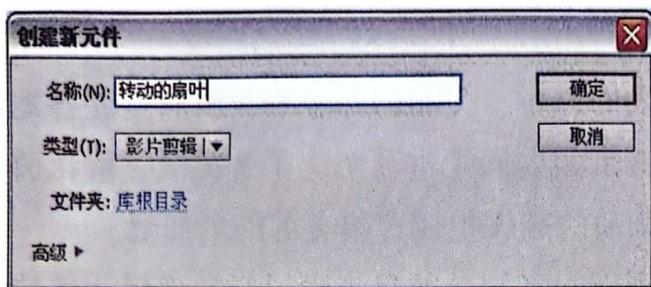 创建新元件
名称(N): 转动的扇叶
确定
类型(T): 影片剪辑
取消
文件夹: 库根目录
高级